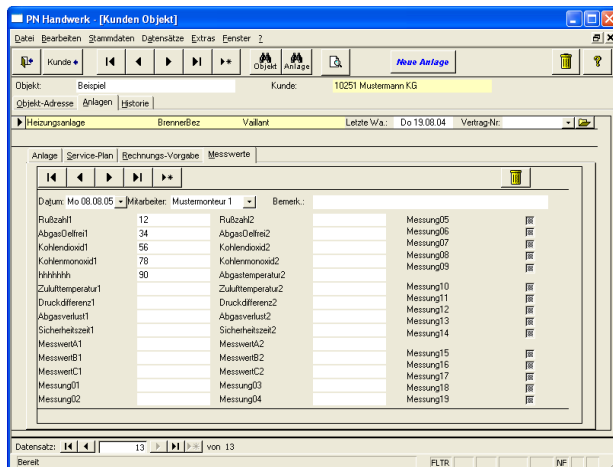 PN Handwerk - [Kunden Objekt]
Datei Bearbeiten Stammdaten Datensätze Extras Fenster ?
Kunde Objekt Anlage Neue Anlage
Objekt: Beispiel Kunde: 10251 Mustermann KG
Objekt-Adresse Anlagen Historie
Heizungsanlage BrennerBez Vaillant Letzte Wa.: Do 19.08.04 Vertrag-Nr:
Anlage Service-Plan Rechnungs-Vorgabe Messwerte
Datum: Mo 08.08.05 Mitarbeiter: Mustermonteur 1 Bemerk.:
Rußzahl1 12 Rußzahl2 Messung05
AbgasOelfrei1 34 AbgasOelfrei2 Messung06
Kohlendioxid1 56 Kohlendioxid2 Messung07
Kohlenmonoxid1 78 Kohlenmonoxid2 Messung08
hhhhhhh 90 Abgastemperatur2 Messung09
Zulufttemperatur1 Zulufttemperatur2 Messung10
Druckdifferenz1 Druckdifferenz2 Messung11
Abgasverlust1 Abgasverlust2 Messung12
Sicherheitszeit1 Sicherheitszeit2 Messung13
MesswertA1 MesswertA2 Messung14
MesswertB1 MesswertB2 Messung15
MesswertC1 MesswertC2 Messung16
Messung01 Messung03 Messung17
Messung02 Messung04 Messung18
Messung19
Datensatz: 13 von 13
Bereit FLTR NF